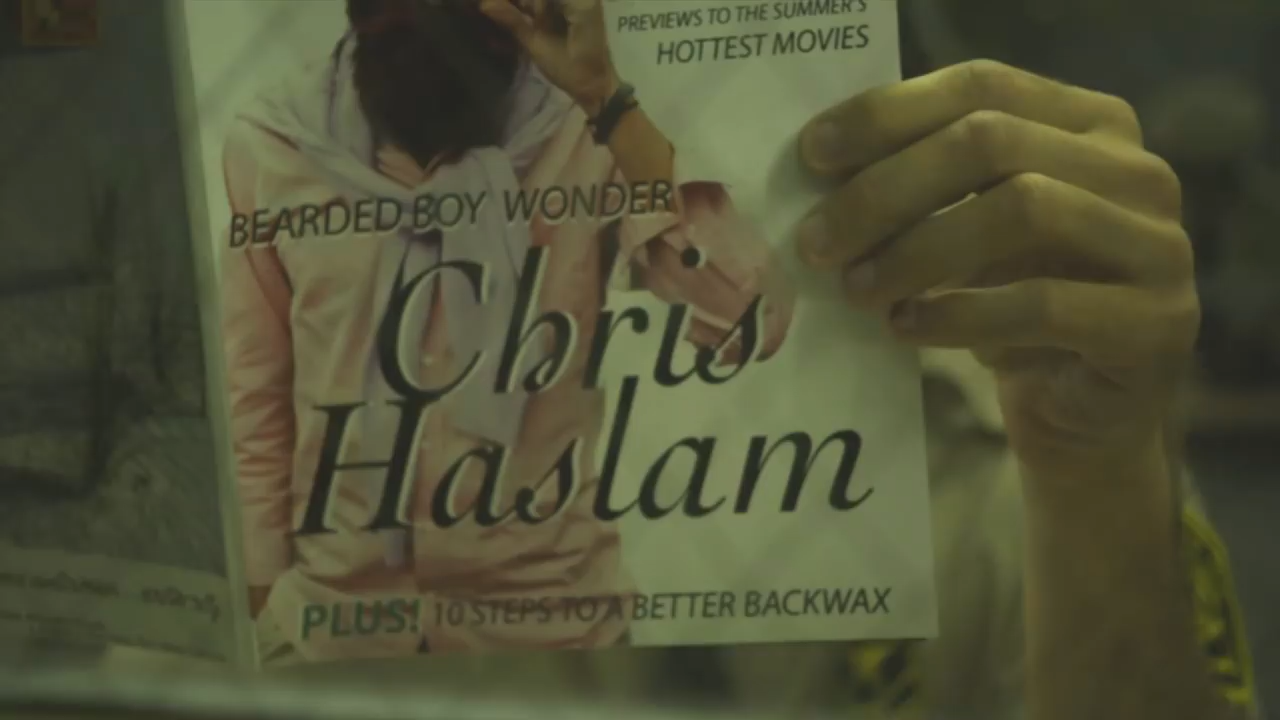 PREVIEWS TO THE SUMMER'S
HOTTEST MOVIES
BEARDED BOY WONDER
Chris
Haslam
PLUS! 10 STEPS TO A BETTER BACKWAX